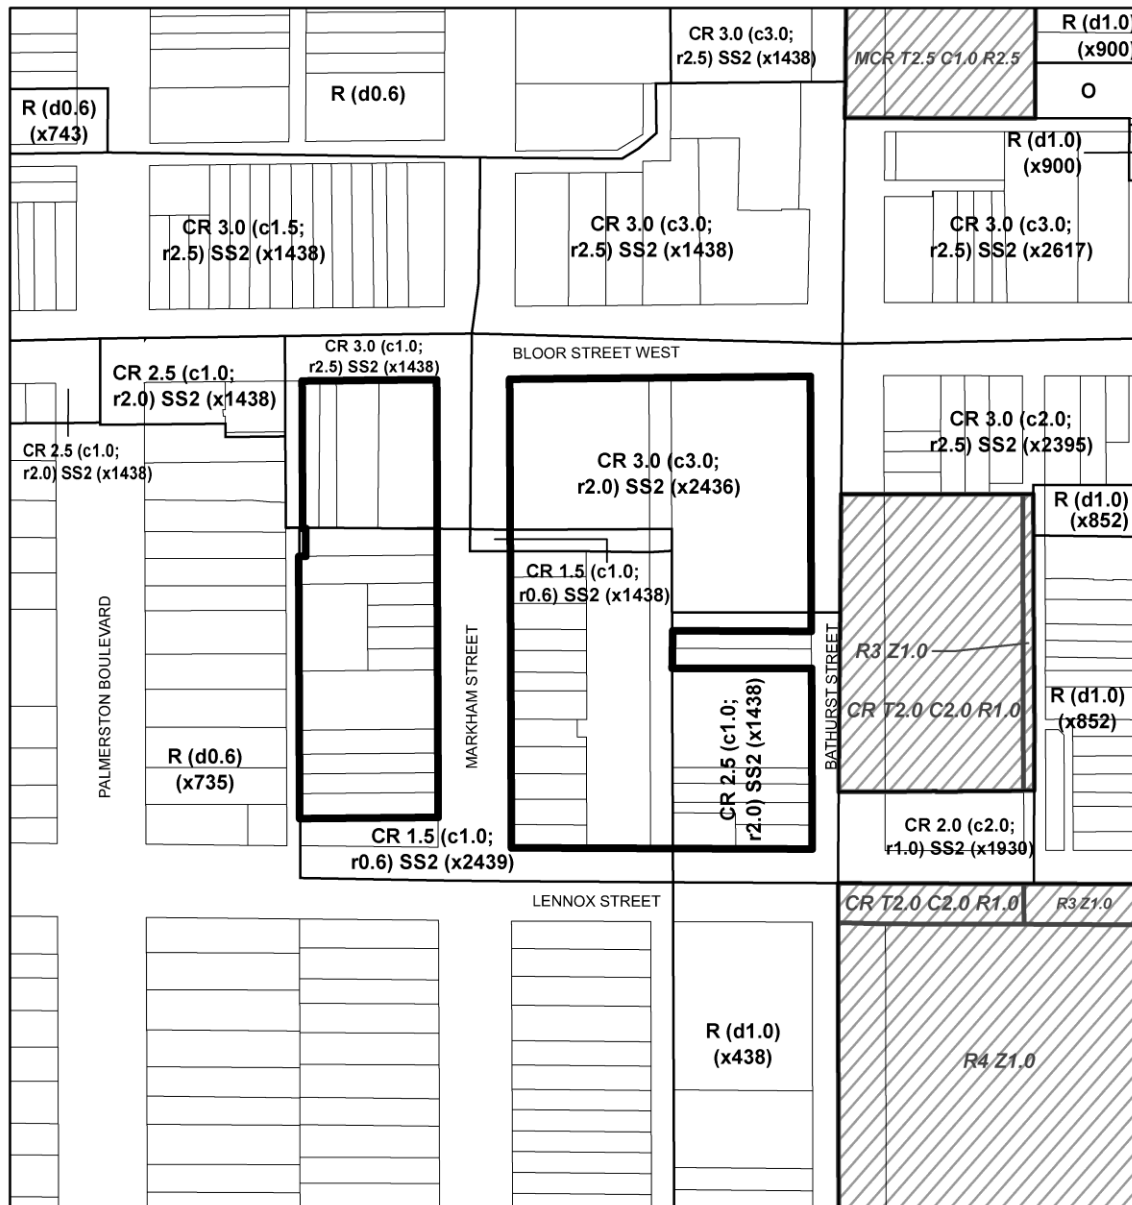 CR 3.0 (c3.0;
r2.5) SS2 (x1438)
MCR T2.5 C1.0 R2.5
R (d1.0)
(x900)
O
R (d0.6)
(x743)
R (d0.6)
R (d1.0)
(x900)
CR 3.0 (c1.5;
r2.5) SS2 (x1438)
CR 3.0 (c3.0;
r2.5) SS2 (x1438)
CR 3.0 (c3.0;
r2.5) SS2 (x2617)
BLOOR STREET WEST
CR 3.0 (c1.0;
r2.5) SS2 (x1438)
CR 2.5 (c1.0;
r2.0) SS2 (x1438)
CR 2.5 (c1.0;
r2.0) SS2 (x1438)
CR 3.0 (c3.0;
r2.0) SS2 (x2436)
CR 3.0 (c2.0;
r2.5) SS2 (x2395)
R (d1.0)
(x852)
CR 1.5 (c1.0;
r0.6) SS2 (x1438)
PALMERSTON BOULEVARD
MARKHAM STREET
BATHURST STREET
R3 Z1.0
CR T2.0 C2.0 R1.0
R (d1.0)
(x852)
CR 2.5 (c1.0;
r2.0) SS2 (x1438)
R (d0.6)
(x735)
CR 1.5 (c1.0;
r0.6) SS2 (x2439)
CR 2.0 (c2.0;
r1.0) SS2 (x1930)
LENNOX STREET
CR T2.0 C2.0 R1.0
R3 Z1.0
R (d1.0)
(x438)
R4 Z1.0